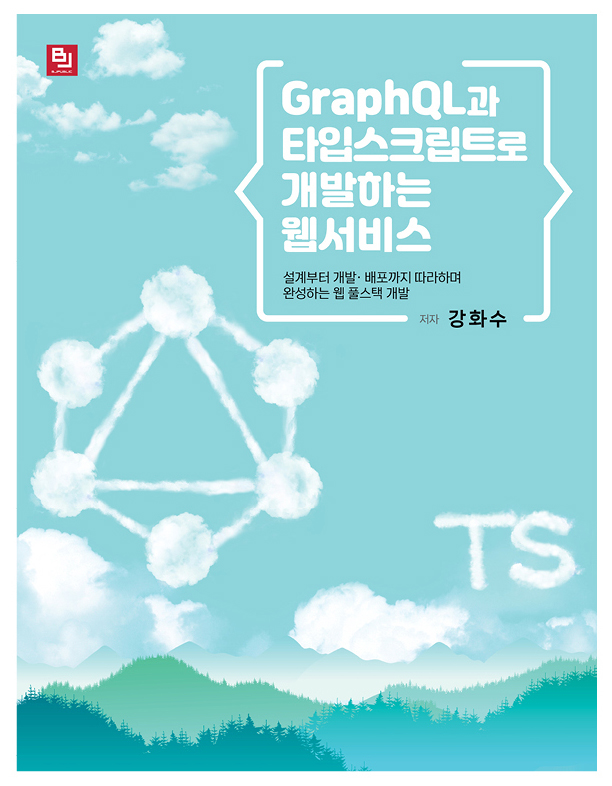 BJ
BJPUBLIC
GraphQL과
타입스크립트로
개발하는
웹서비스
설계부터 개발· 배포까지 따라하며
완성하는 웹 풀스택 개발
저자 강화수
TS